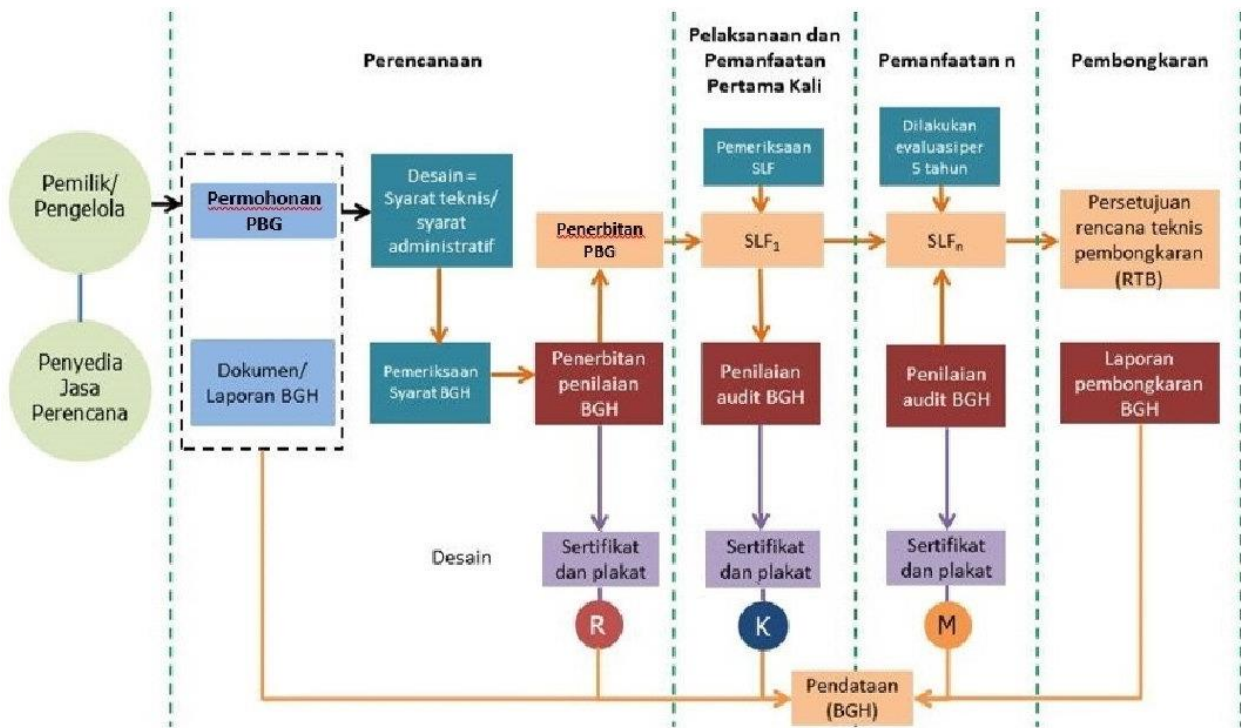 Perencanaan
Pelaksanaan dan
Pemanfaatan
Pertama Kali
Pemanfaatan n
Pembongkaran
Pemilik/
Pengelola
Penyedia
Jasa
Perencana
Permohonan
PBG
Dokumen/
Laporan BGH
Desain =
Syarat teknis/
syarat
administratif
Pemeriksaan
Syarat BGH
Penerbitan
PBG
Penerbitan
penilaian
BGH
Pemeriksaan
SLF
SLF₁
Penilaian
audit BGH
Dilakukan
evaluasi per
5 tahun
SLFₙ
Penilaian
audit BGH
Persetujuan
rencana teknis
pembongkaran
(RTB)
Laporan
pembongkaran
BGH
Desain
Sertifikat
dan plakat
Sertifikat
dan plakat
Sertifikat
dan plakat
R
K
M
Pendataan
(BGH)